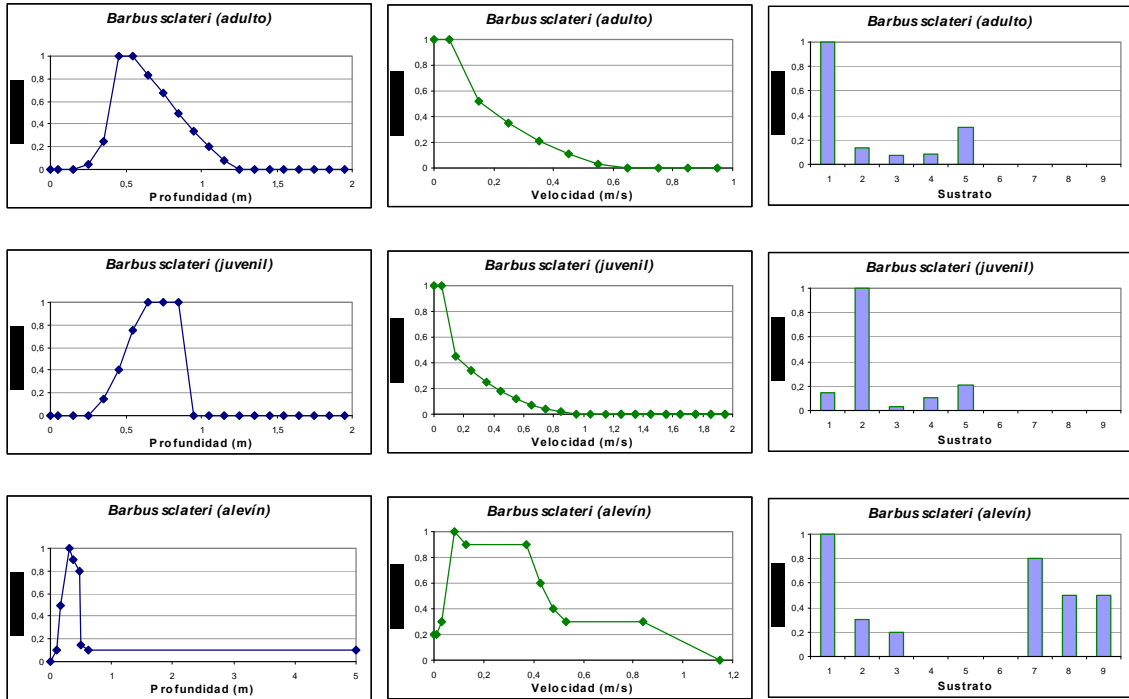 Barbus sclateri (adulto)
1
0,8
0,6
0,4
0,2
0
0 0,5 1 1,5 2
Profundidad (m)
Barbus sclateri (adulto)
1
0,8
0,6
0,4
0,2
0
0 0,2 0,4 0,6 0,8 1
Velocidad (m/s)
Barbus sclateri (adulto)
1
0,8
0,6
0,4
0,2
0
1 2 3 4 5 6 7 8 9
Sustrato
Barbus sclateri (juvenil)
1
0,8
0,6
0,4
0,2
0
0 0,5 1 1,5 2
Profundidad (m)
Barbus sclateri (juvenil)
1
0,8
0,6
0,4
0,2
0
0 0,2 0,4 0,6 0,8 1 1,2 1,4 1,6 1,8 2
Velocidad (m/s)
Barbus sclateri (juvenil)
1
0,8
0,6
0,4
0,2
0
1 2 3 4 5 6 7 8 9
Sustrato
Barbus sclateri (alevín)
1
0,8
0,6
0,4
0,2
0
0 1 2 3 4 5
Profundidad (m)
Barbus sclateri (alevín)
1
0,8
0,6
0,4
0,2
0
0 0,2 0,4 0,6 0,8 1 1,2
Velocidad (m/s)
Barbus sclateri (alevín)
1
0,8
0,6
0,4
0,2
0
1 2 3 4 5 6 7 8 9
Sustrato